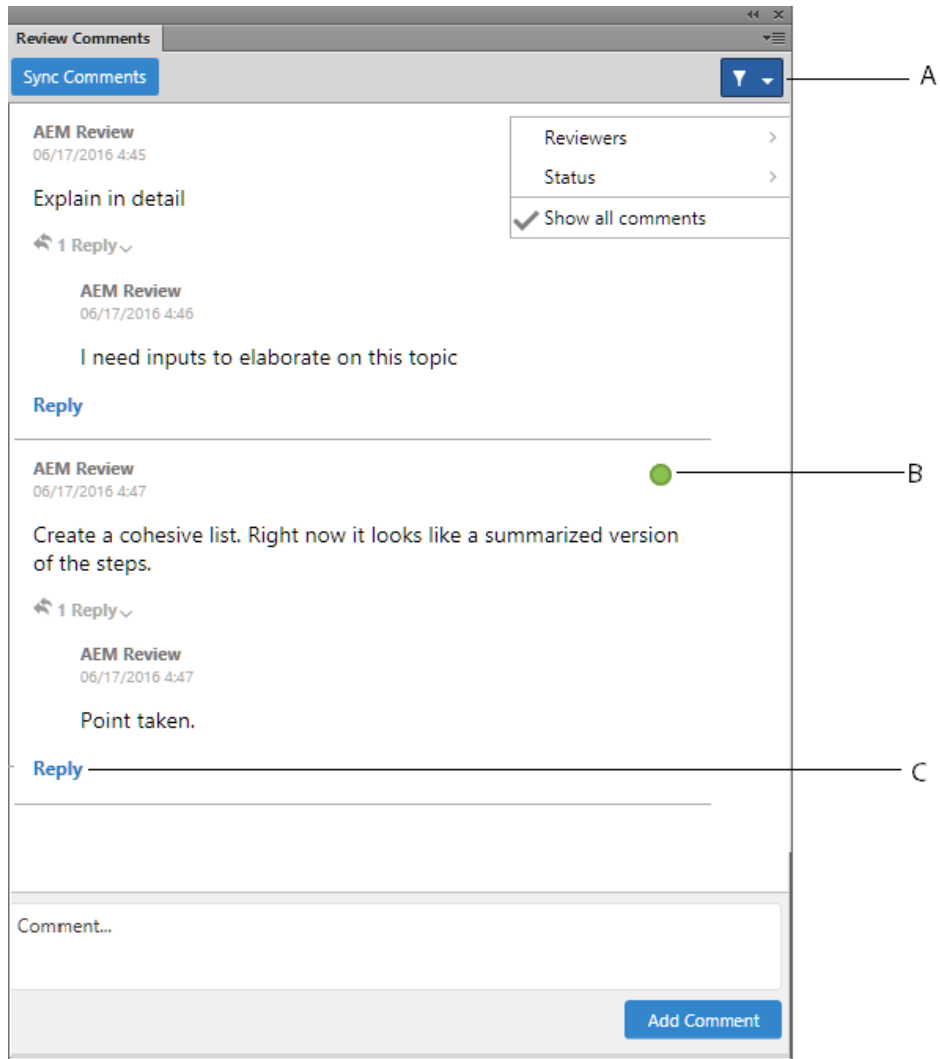 Review Comments
Sync Comments
A
AEM Review
06/17/2016 4:45
Explain in detail
Reviewers
Status
Show all comments
1 Reply
AEM Review
06/17/2016 4:46
I need inputs to elaborate on this topic
Reply
AEM Review
06/17/2016 4:47
B
Create a cohesive list. Right now it looks like a summarized version
of the steps.
1 Reply
AEM Review
06/17/2016 4:47
Point taken.
Reply
C
Comment...
Add Comment